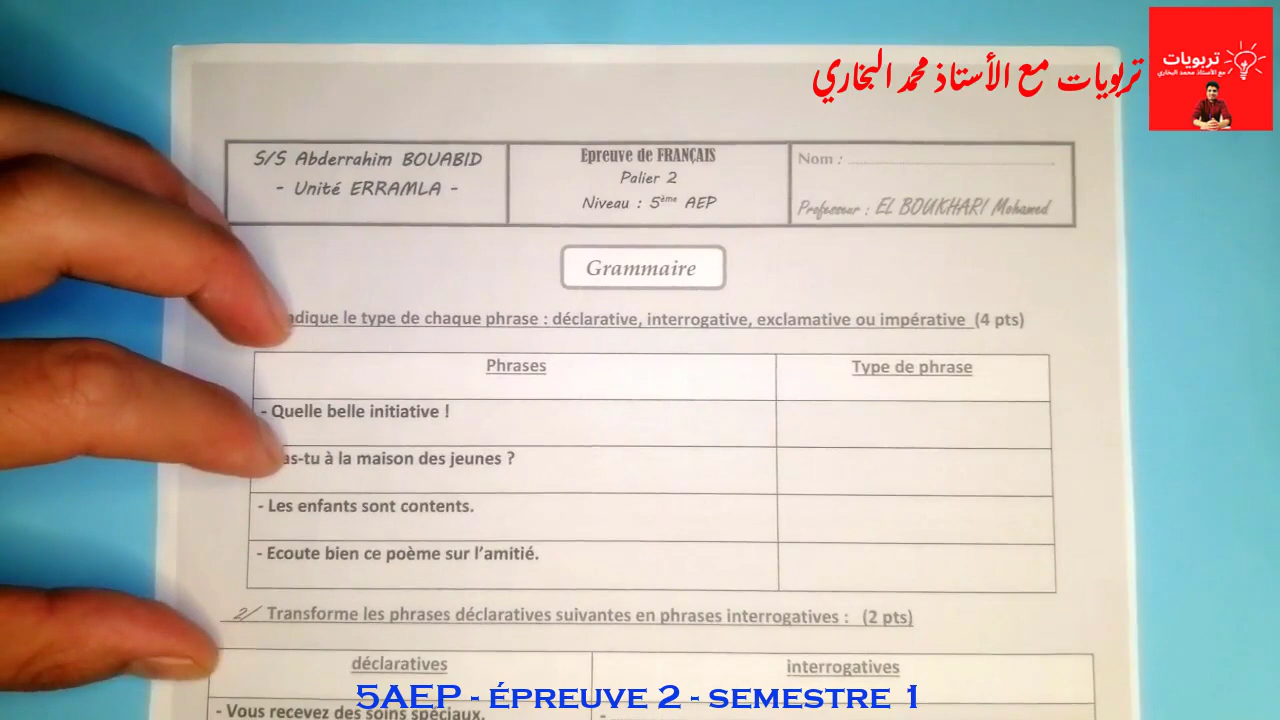 تربويات مع الأستاذ محمد البخاري
تربويات
مع الأستاذ محمد البخاري
S/S Abderrahim BOUABID
- Unité ERRAMLA -
Epreuve de FRANÇAIS
Palier 2
Niveau : 5ème AEP
Nom : ................................................
Professeur : EL BOUKHARI Mohamed
Grammaire
le type de chaque phrase : déclarative, interrogative, exclamative ou impérative (4 pts)
Phrases
Type de phrase
- Quelle belle initiative !
à la maison des jeunes ?
- Les enfants sont contents.
- Ecoute bien ce poème sur l'amitié.
2/ Transforme les phrases déclaratives suivantes en phrases interrogatives : (2 pts)
déclaratives
interrogatives
- Vous recevez des soins spéciaux.
-
5AEP - épreuve 2 - semestre 1